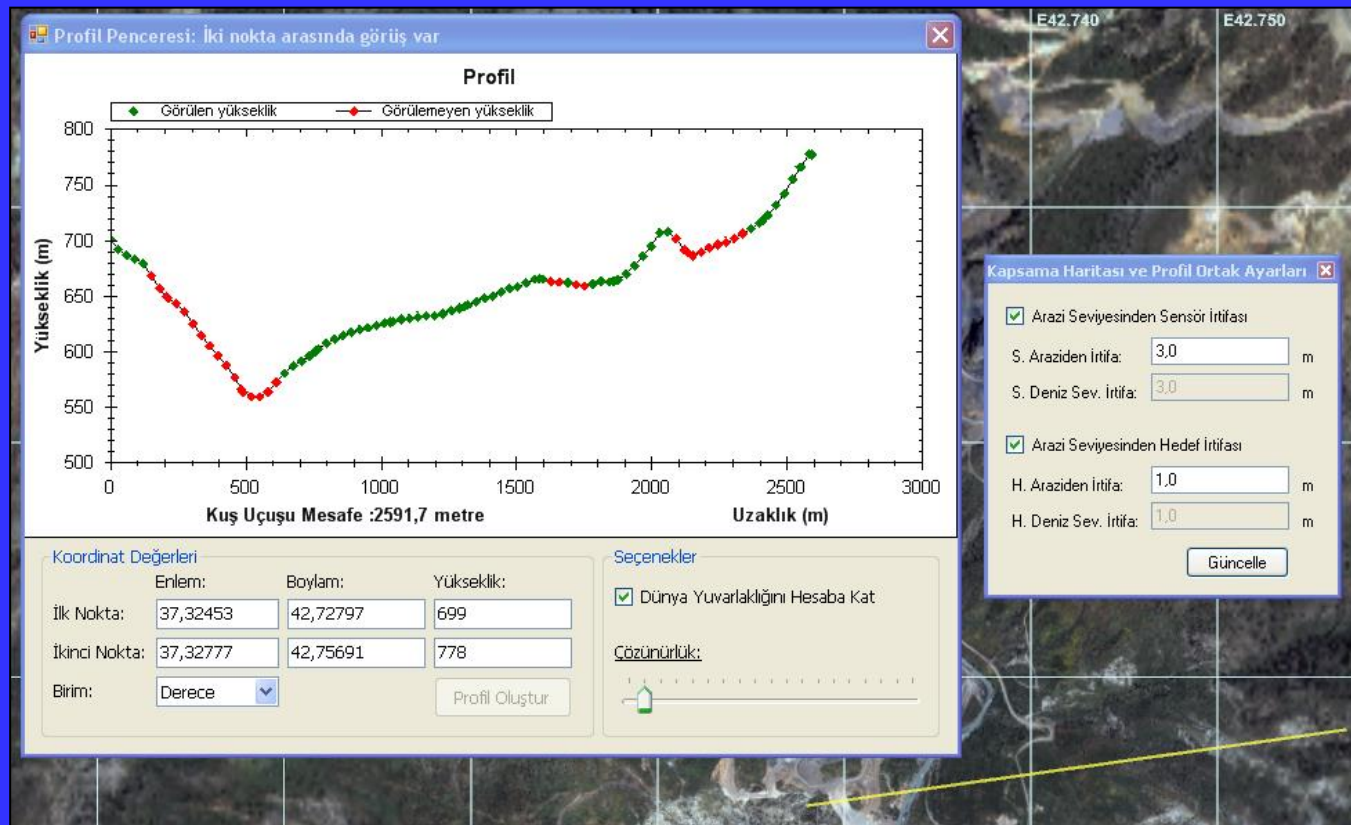 E42.740
E42.750
Profil Penceresi: İki nokta arasında görüş var
Profil
Görülen yükseklik
Görülemeyen yükseklik
Yükseklik (m)
800
750
700
650
600
550
500
0
500
1000
1500
2000
2500
3000
Kuş Uçuşu Mesafe :2591,7 metre
Uzaklık (m)
Koordinat Değerleri
Enlem:
Boylam:
Yükseklik:
İlk Nokta:
37,32453
42,72797
699
İkinci Nokta:
37,32777
42,75691
778
Birim:
Derece
Profil Oluştur
Seçenekler
Dünya Yuvarlaklığını Hesaba Kat
Çözünürlük:
Kapsama Haritası ve Profil Ortak Ayarları
Arazi Seviyesinden Sensör İrtifası
S. Araziden İrtifa:
3,0
m
S. Deniz Sev. İrtifa:
3,0
m
Arazi Seviyesinden Hedef İrtifası
H. Araziden İrtifa:
1,0
m
H. Deniz Sev. İrtifa:
1,0
m
Güncelle